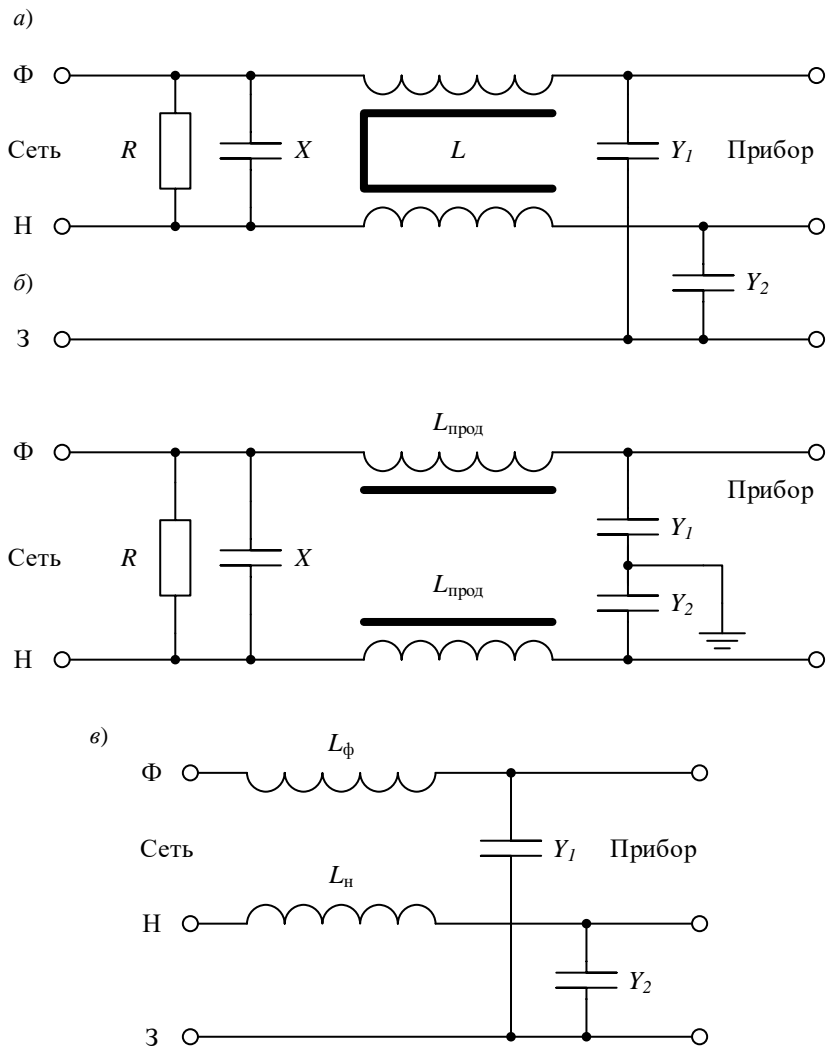 а)
Ф
Сеть R X L Y1 Прибор
Н
б) Y2
З
Lпрод
Ф
Прибор
Y1
Сеть R X
Lпрод
Y2
Н
в)
Lф
Ф
Сеть Y1 Прибор
Lн
Н
Y2
З